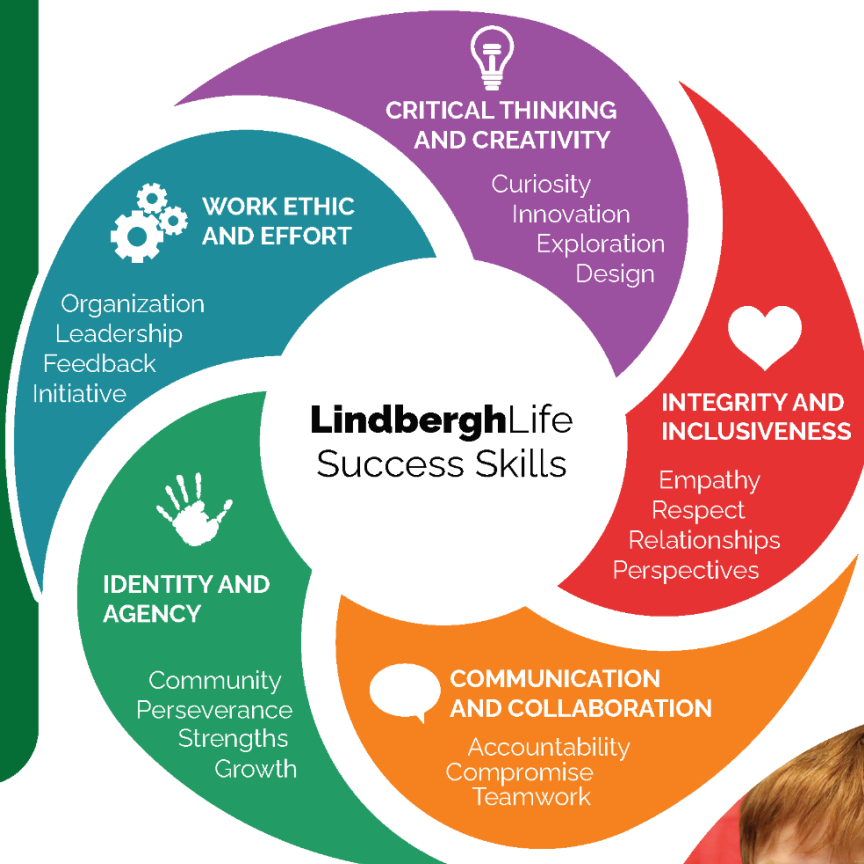 CRITICAL THINKING
AND CREATIVITY
Curiosity
Innovation
Exploration
Design
WORK ETHIC
AND EFFORT
Organization
Leadership
Feedback
Initiative
LindberghLife
Success Skills
INTEGRITY AND
INCLUSIVENESS
Empathy
Respect
Relationships
Perspectives
IDENTITY AND
AGENCY
Community
Perseverance
Strengths
Growth
COMMUNICATION
AND COLLABORATION
Accountability
Compromise
Teamwork